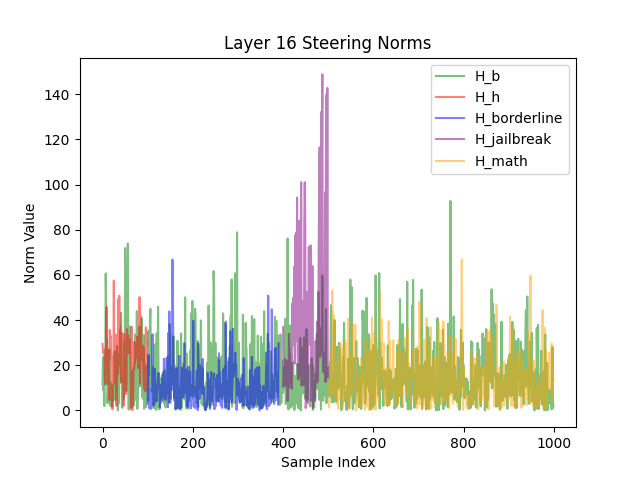 Layer 16 Steering Norms
H_b
H_h
H_borderline
H_jailbreak
H_math
Norm Value
140
120
100
80
60
40
20
0
0 200 400 600 800 1000
Sample Index